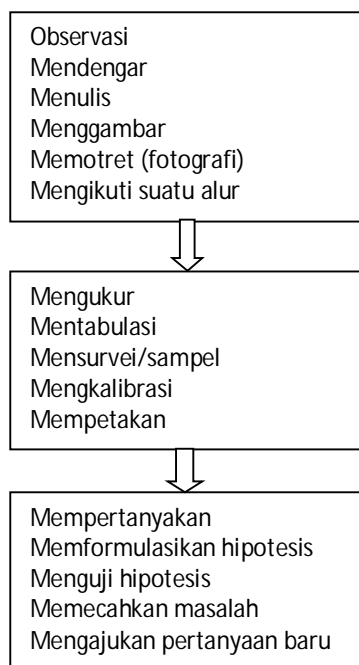 Observasi
Mendengar
Menulis
Menggambar
Memotret (fotografi)
Mengikuti suatu alur
Mengukur
Mentabulasi
Mensurvei/sampel
Mengkalibrasi
Mempetakan
Mempertanyakan
Memformulasikan hipotesis
Menguji hipotesis
Memecahkan masalah
Mengajukan pertanyaan baru